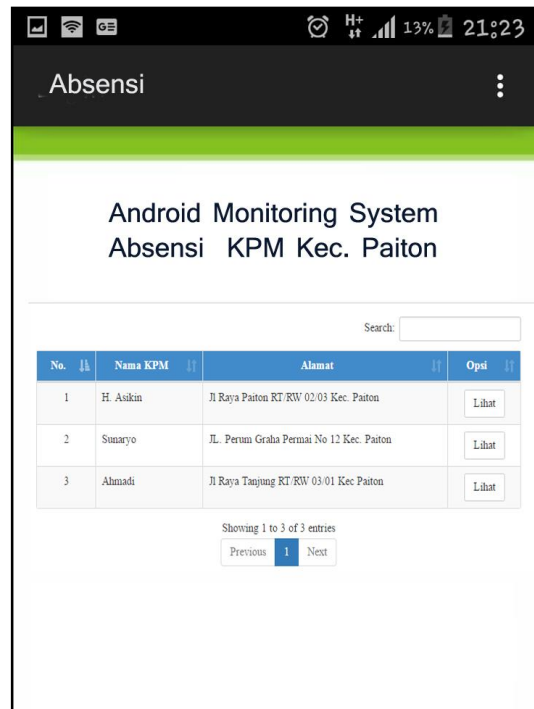 GE H+ 13% 21:23
Absensi
Android Monitoring System
Absensi KPM Kec. Paiton
Search:
No. Nama KPM Alamat Opsi
1 H. Asikin Jl Raya Paiton RT/RW 02/03 Kec. Paiton Lihat
2 Sunaryo JL. Perum Graha Permai No 12 Kec. Paiton Lihat
3 Ahmadi Jl Raya Tanjung RT/RW 03/01 Kec Paiton Lihat
Showing 1 to 3 of 3 entries
Previous 1 Next